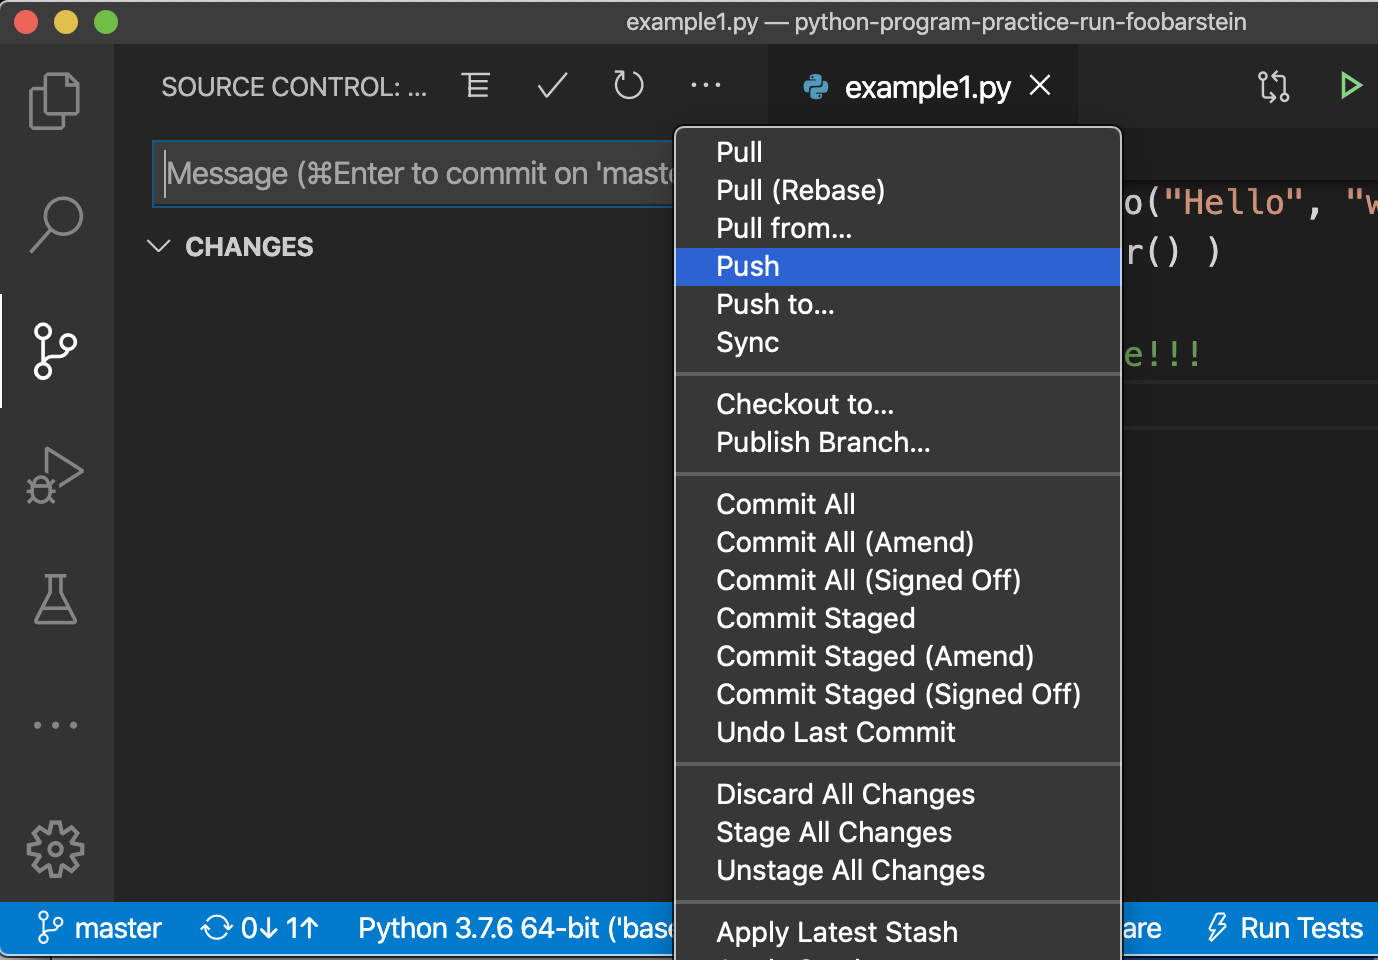 example1.py — python-program-practice-run-foobarstein
SOURCE CONTROL: ...
example1.py
Message (⌘Enter to commit on 'maste
CHANGES
Pull
Pull (Rebase)
Pull from...
Push
Push to...
Sync
Checkout to...
Publish Branch...
Commit All
Commit All (Amend)
Commit All (Signed Off)
Commit Staged
Commit Staged (Amend)
Commit Staged (Signed Off)
Undo Last Commit
Discard All Changes
Stage All Changes
Unstage All Changes
Apply Latest Stash
o("Hello", "w
r() )
e!!!
master 0↓ 1↑ Python 3.7.6 64-bit ('base are Run Tests